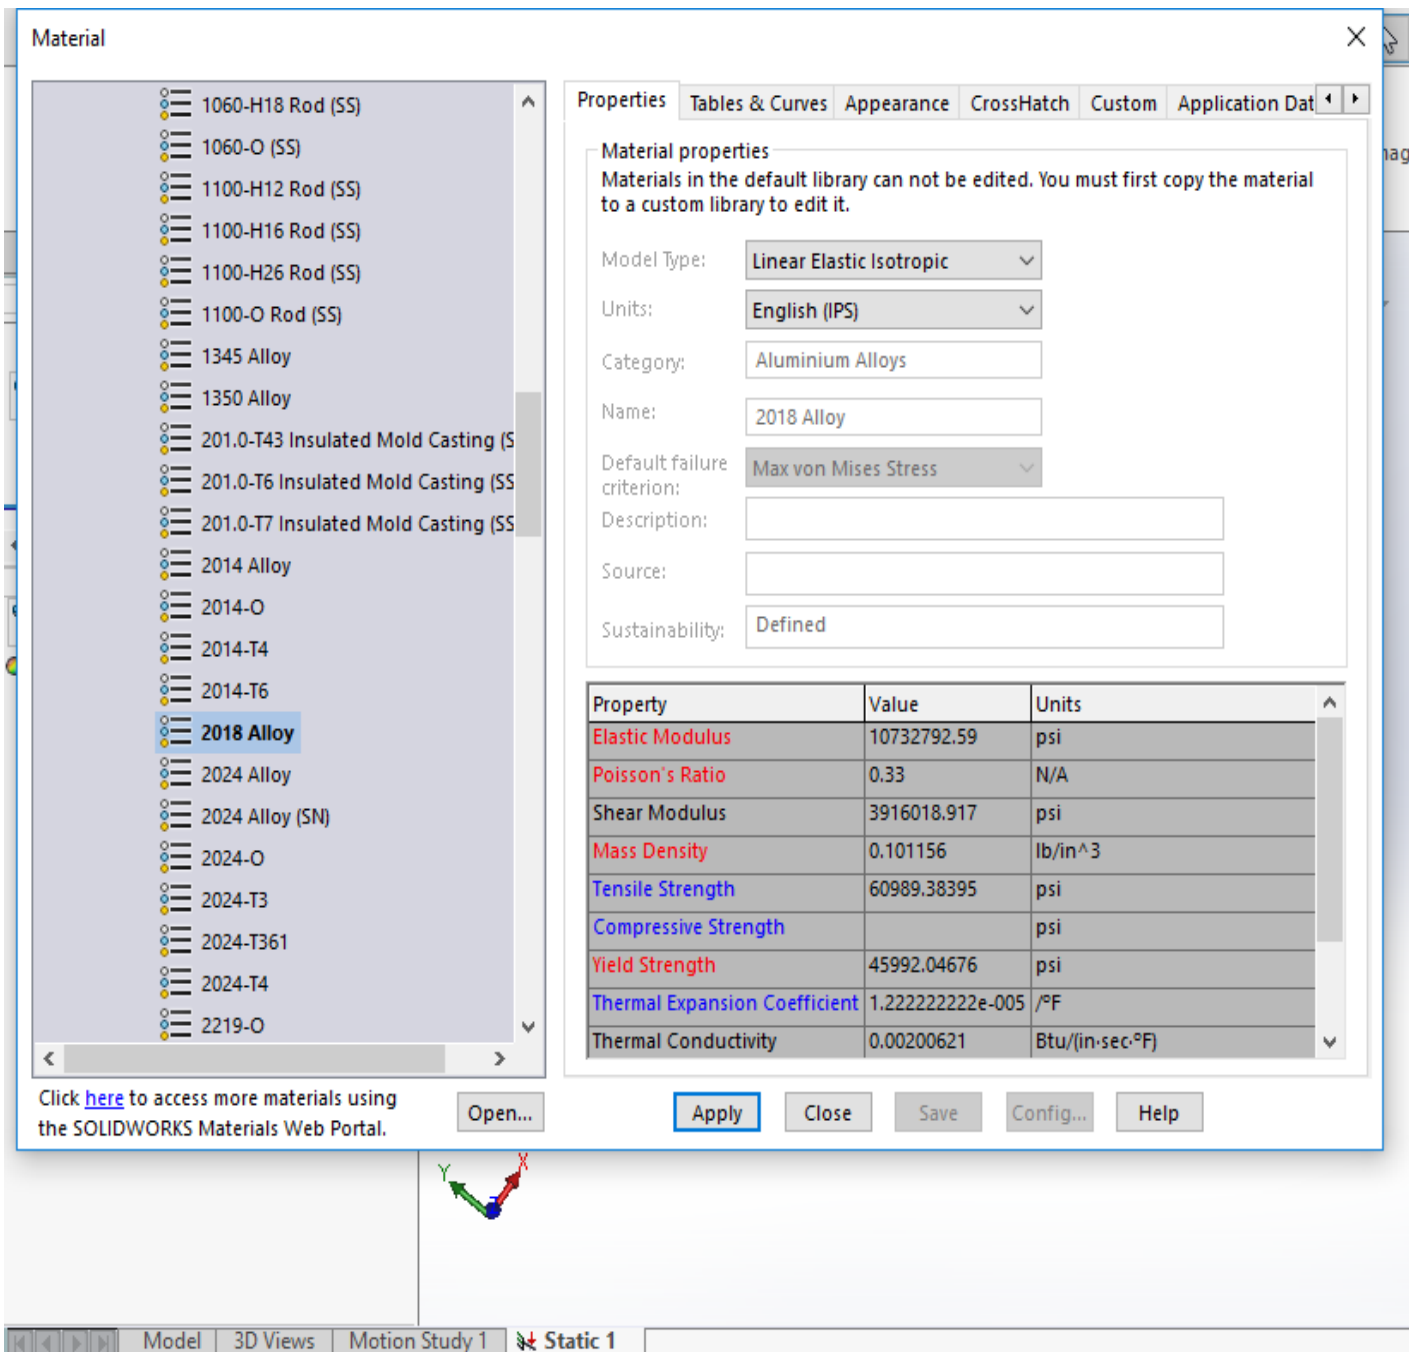 Material
1060-H18 Rod (SS)
1060-O (SS)
1100-H12 Rod (SS)
1100-H16 Rod (SS)
1100-H26 Rod (SS)
1100-O Rod (SS)
1345 Alloy
1350 Alloy
201.0-T43 Insulated Mold Casting (S
201.0-T6 Insulated Mold Casting (SS
201.0-T7 Insulated Mold Casting (SS
2014 Alloy
2014-O
2014-T4
2014-T6
2018 Alloy
2024 Alloy
2024 Alloy (SN)
2024-O
2024-T3
2024-T361
2024-T4
2219-O
Click here to access more materials using
the SOLIDWORKS Materials Web Portal.
Open...
Properties Tables & Curves Appearance CrossHatch Custom Application Dat
Material properties
Materials in the default library can not be edited. You must first copy the material
to a custom library to edit it.
Model Type: Linear Elastic Isotropic
Units: English (IPS)
Category: Aluminium Alloys
Name: 2018 Alloy
Default failure
criterion: Max von Mises Stress
Description:
Source:
Sustainability: Defined
Property Value Units
Elastic Modulus 10732792.59 psi
Poisson's Ratio 0.33 N/A
Shear Modulus 3916018.917 psi
Mass Density 0.101156 lb/in^3
Tensile Strength 60989.38395 psi
Compressive Strength psi
Yield Strength 45992.04676 psi
Thermal Expansion Coefficient 1.222222222e-005 /°F
Thermal Conductivity 0.00200621 Btu/(in·sec·°F)
Apply Close Save Config... Help
nag
Y X
Z
Model 3D Views Motion Study 1 Static 1